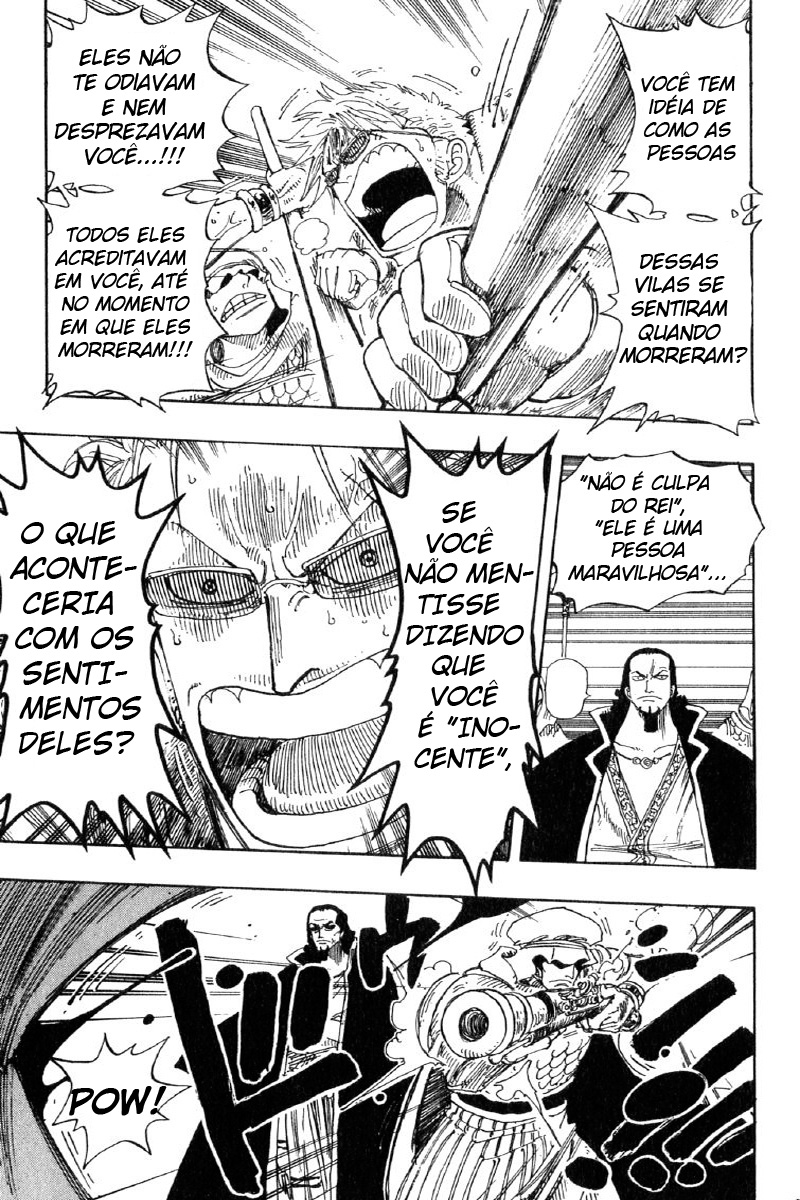 VOCÊ TEM
IDÉIA DE
COMO AS
PESSOAS
DESSAS
VILAS SE
SENTIRAM
QUANDO
MORRERAM?
ELES NÃO
TE ODIAVAM
E NEM
DESPREZAVAM
VOCÊ...!!!
TODOS ELES
ACREDITAVAM
EM VOCÊ, ATÉ
NO MOMENTO
EM QUE ELES
MORRERAM!!!
"NÃO É CULPA
DO REI",
"ELE É UMA
PESSOA
MARAVILHOSA"...
SE
VOCÊ
NÃO MEN-
TISSE
DIZENDO
QUE
VOCÊ
É "INO-
CENTE",
O QUE
ACONTE-
CERIA
COM OS
SENTI-
MENTOS
DELES?
POW!